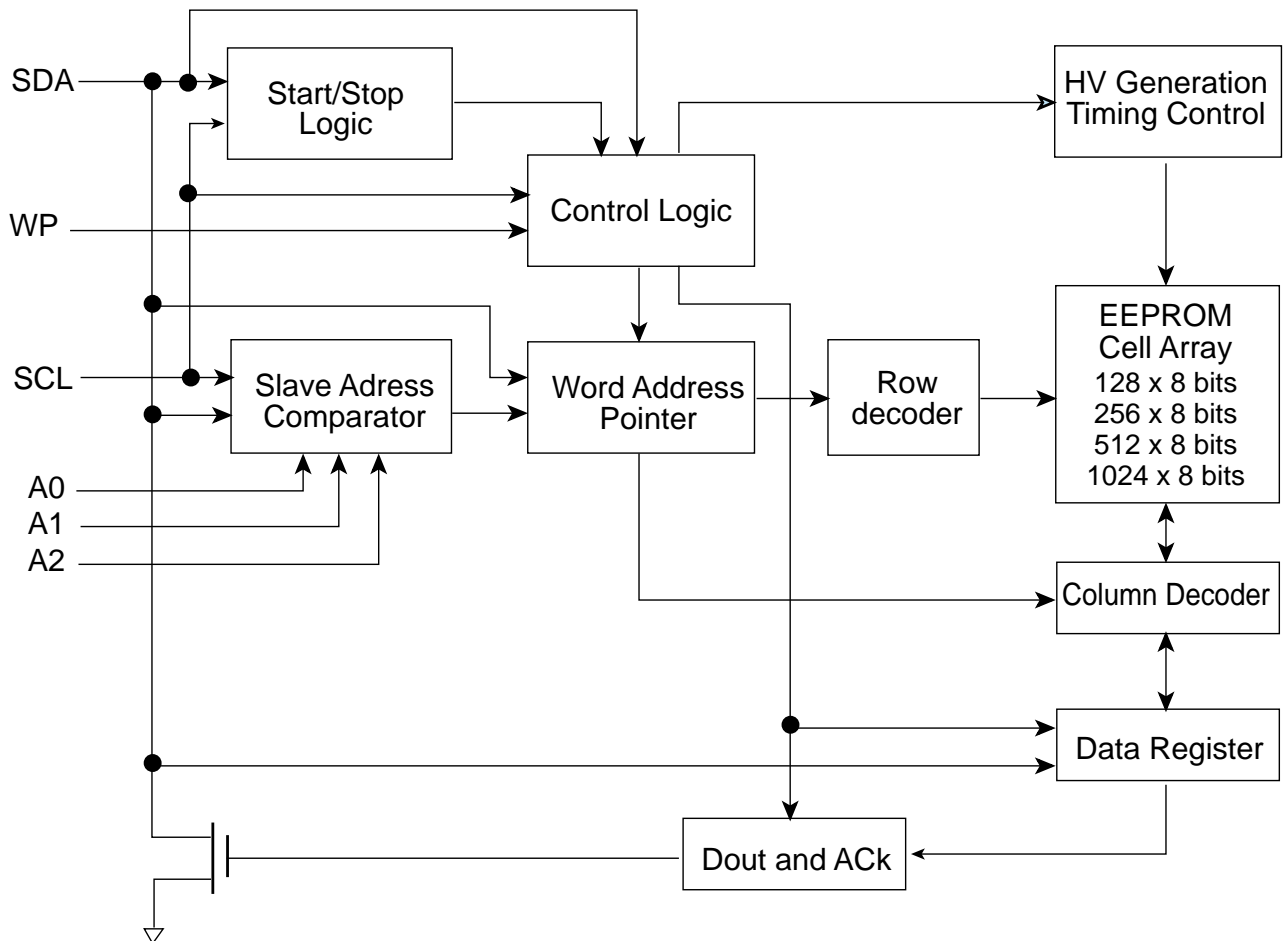 SDA
Start/Stop
Logic
HV Generation
Timing Control
WP
Control Logic
SCL
Slave Adress
Comparator
Word Address
Pointer
Row
decoder
EEPROM
Cell Array
128 x 8 bits
256 x 8 bits
512 x 8 bits
1024 x 8 bits
A0
A1
A2
Column Decoder
Data Register
Dout and ACk